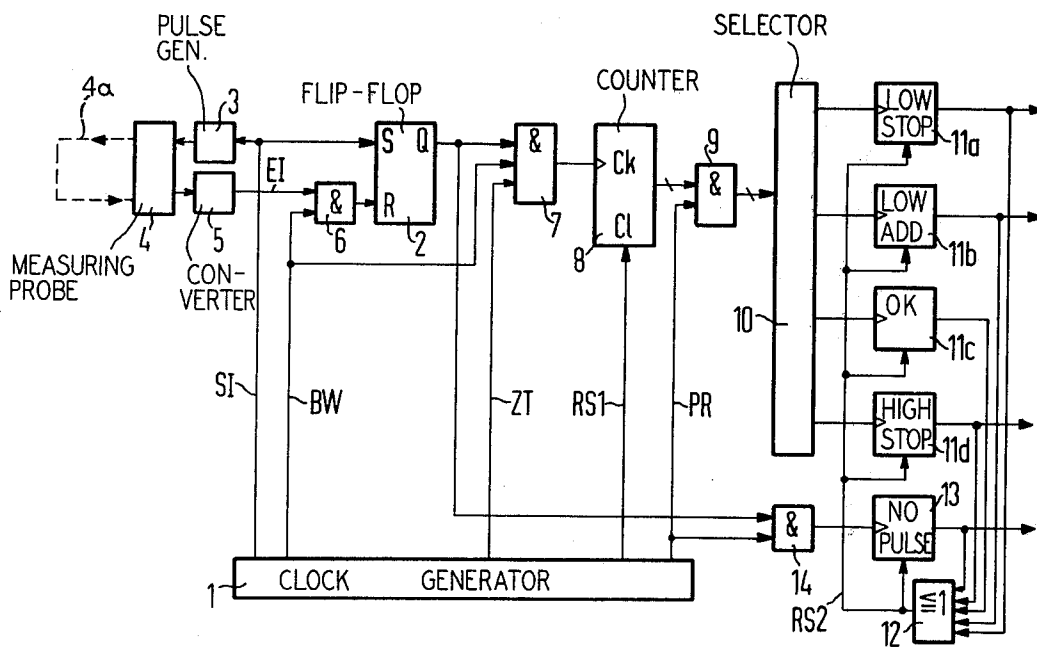 PULSE
GEN.
4a
3
FLIP-FLOP
COUNTER
SELECTOR
S Q
R
2
EI
&
6
&
7
Ck
Cl
8
9
&
10
LOW
STOP
11a
LOW
ADD
11b
OK
11c
HIGH
STOP
11d
4
5
MEASURING
PROBE
CON-
VERTER
SI
BW
ZT
RS1
PR
&
14
13
NO
PULSE
RS2
≦1
12
1
CLOCK GENERATOR